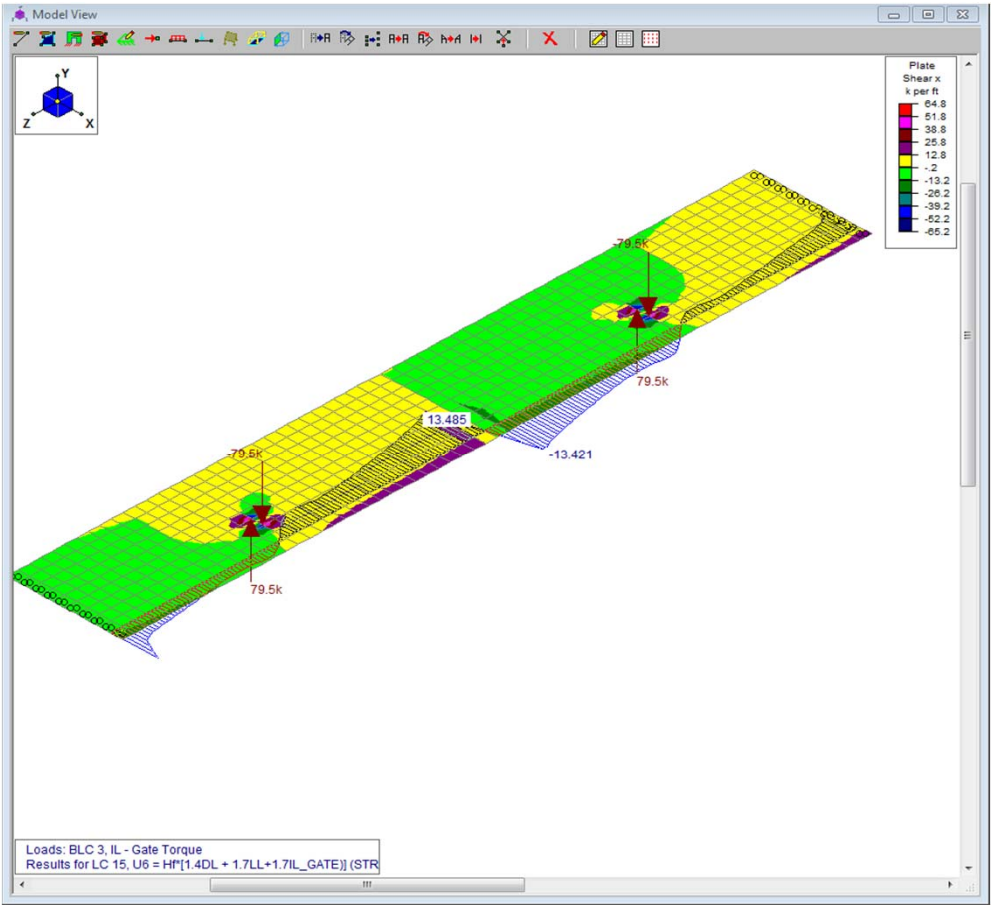 Model View
Y
Z
X
Plate
Shear x
k per ft
64.8
51.8
38.8
25.8
12.8
-.2
-13.2
-26.2
-39.2
-52.2
-65.2
-79.5k
79.5k
13.485
-13.421
-79.5k
79.5k
Loads: BLC 3, IL - Gate Torque
Results for LC 15, U6 = Hf*[1.4DL + 1.7LL+1.7IL_GATE)] (STR